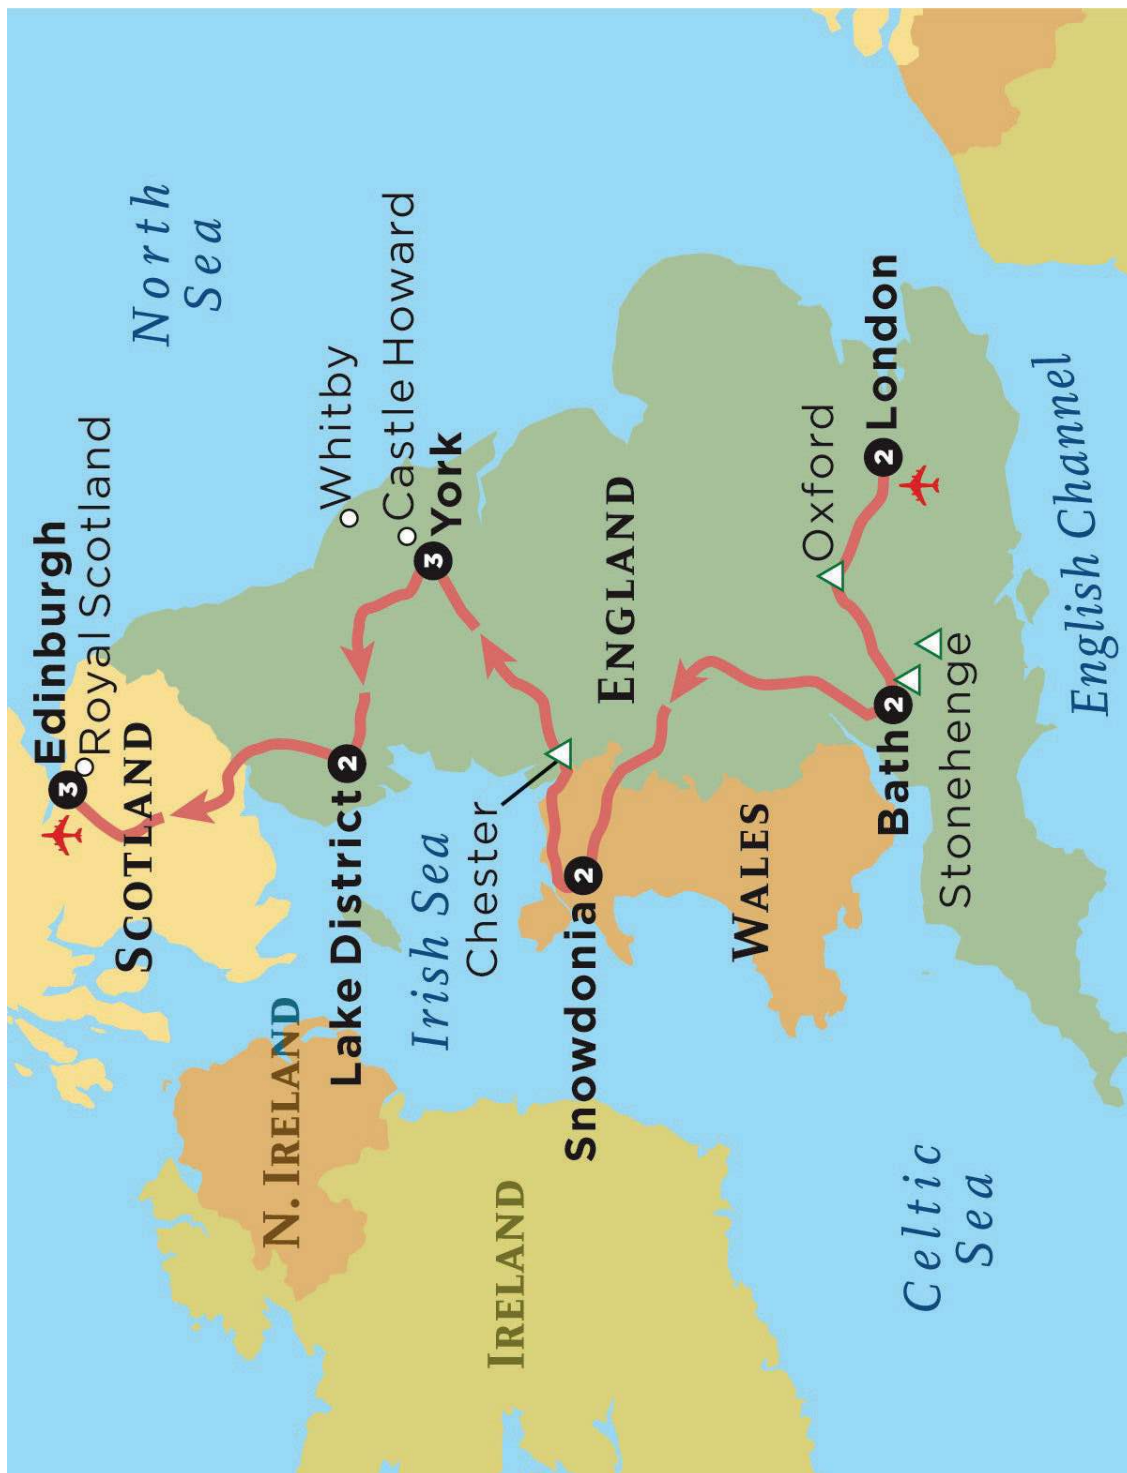 North
Sea
Edinburgh
3
Royal Scotland
SCOTLAND
Whitby
Castle Howard
3
York
2
Lake District
N. IRELAND
Irish Sea
Chester
2
Snowdonia
ENGLAND
IRELAND
WALES
Oxford
2
London
2
Bath
Stonehenge
English Channel
Celtic
Sea